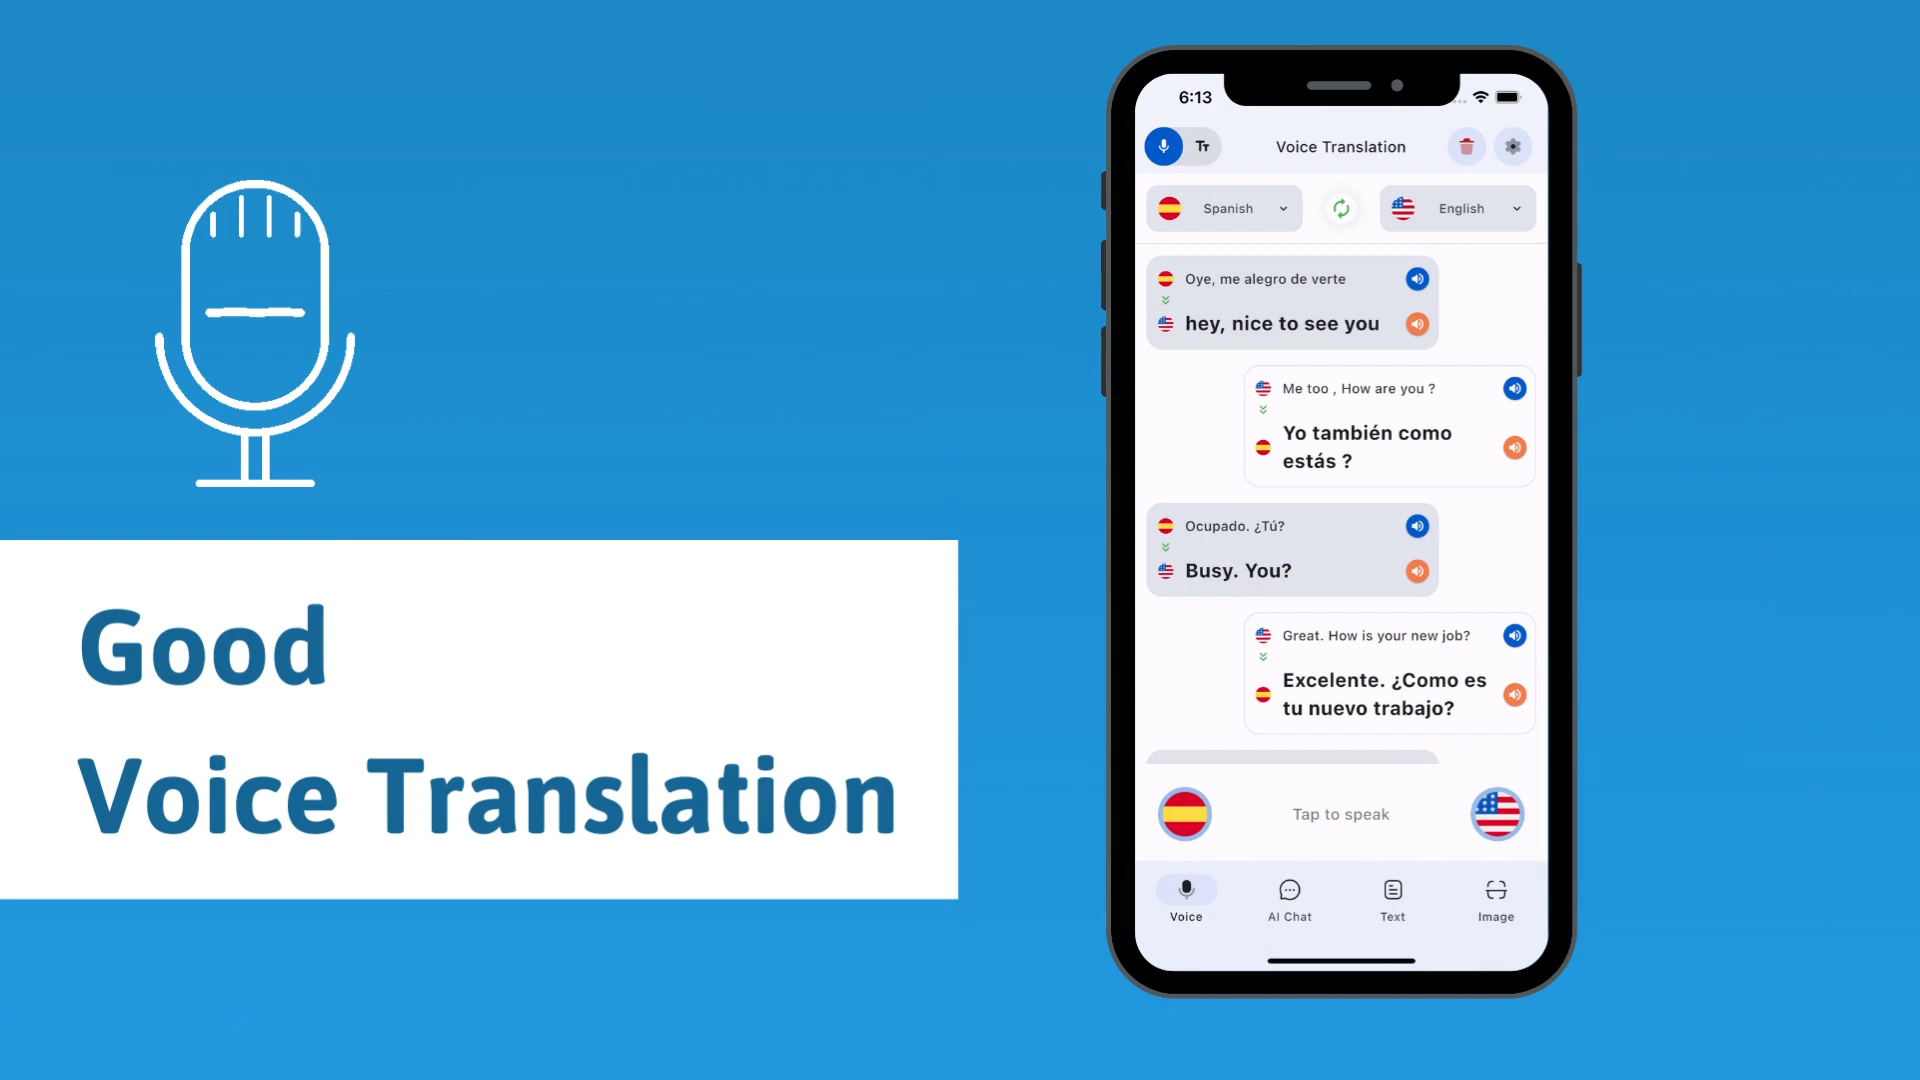 Good
Voice Translation
6:13
Tт
Voice Translation
Spanish
English
Oye, me alegro de verte
hey, nice to see you
Me too , How are you ?
Yo también como
estás ?
Ocupado. ¿Tú?
Busy. You?
Great. How is your new job?
Excelente. ¿Como es
tu nuevo trabajo?
Tap to speak
Voice
AI Chat
Text
Image